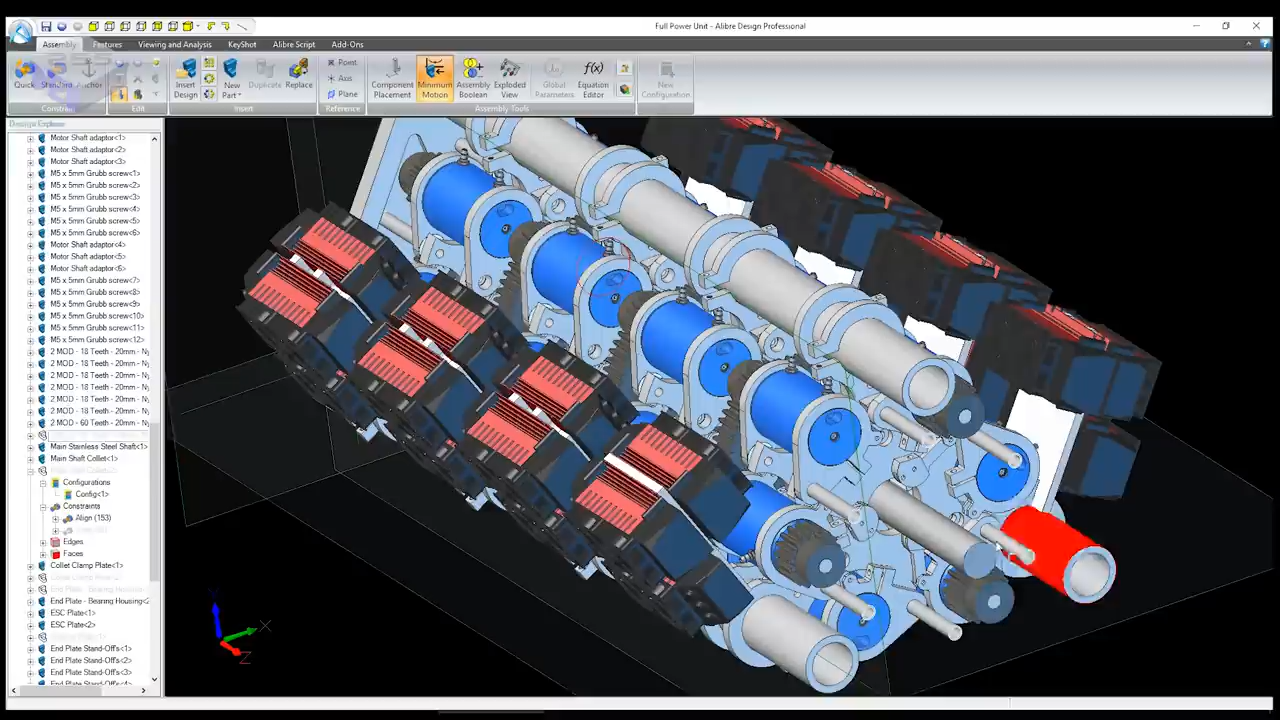 Full Power Unit - Alibre Design Professional
Assembly Features Viewing and Analysis KeyShot Alibre Script Add-Ons
Quick Standard Anchor
Insert Design
New Part
Duplicate
Replace
Point
Axis
Plane
Component Placement
Minimum Motion
Assembly Boolean
Exploded View
Global Parameters
f(x)
Equation Editor
New Configuration
Edit
Insert
Reference
Assembly Tools
Design Explorer
Motor Shaft adaptor<1>
Motor Shaft adaptor<2>
Motor Shaft adaptor<3>
M5 x 5mm Grubb screw<1>
M5 x 5mm Grubb screw<2>
M5 x 5mm Grubb screw<3>
M5 x 5mm Grubb screw<4>
M5 x 5mm Grubb screw<5>
M5 x 5mm Grubb screw<6>
Motor Shaft adaptor<4>
Motor Shaft adaptor<5>
Motor Shaft adaptor<6>
M5 x 5mm Grubb screw<7>
M5 x 5mm Grubb screw<8>
M5 x 5mm Grubb screw<9>
M5 x 5mm Grubb screw<10>
M5 x 5mm Grubb screw<11>
M5 x 5mm Grubb screw<12>
2 MOD - 18 Teeth - 20mm - Ny
2 MOD - 18 Teeth - 20mm - Ny
2 MOD - 18 Teeth - 20mm - Ny
2 MOD - 18 Teeth - 20mm - Ny
2 MOD - 18 Teeth - 20mm - Ny
2 MOD - 18 Teeth - 20mm - Ny
2 MOD - 60 Teeth - 20mm - Ny
Main Stainless Steel Shaft<1>
Main Shaft Collet<1>
Configurations
Config<1>
Constraints
Align (153)
Edges
Faces
Collet Clamp Plate<1>
End Plate - Bearing Housing<2
ESC Plate<1>
ESC Plate<2>
End Plate Stand-Off's<1>
End Plate Stand-Off's<2>
End Plate Stand-Off's<3>
End Plate Stand-Off's<4>
X
Z